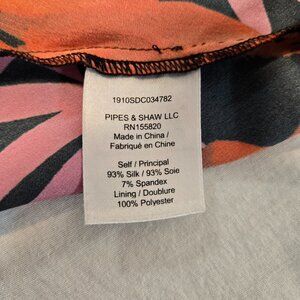 1910SDC034782
PIPES & SHAW LLC
RN155820
Made in China /
Fabriqué en Chine
Self / Principal
93% Silk / 93% Soie
7% Spandex
Lining / Doublure
100% Polyester